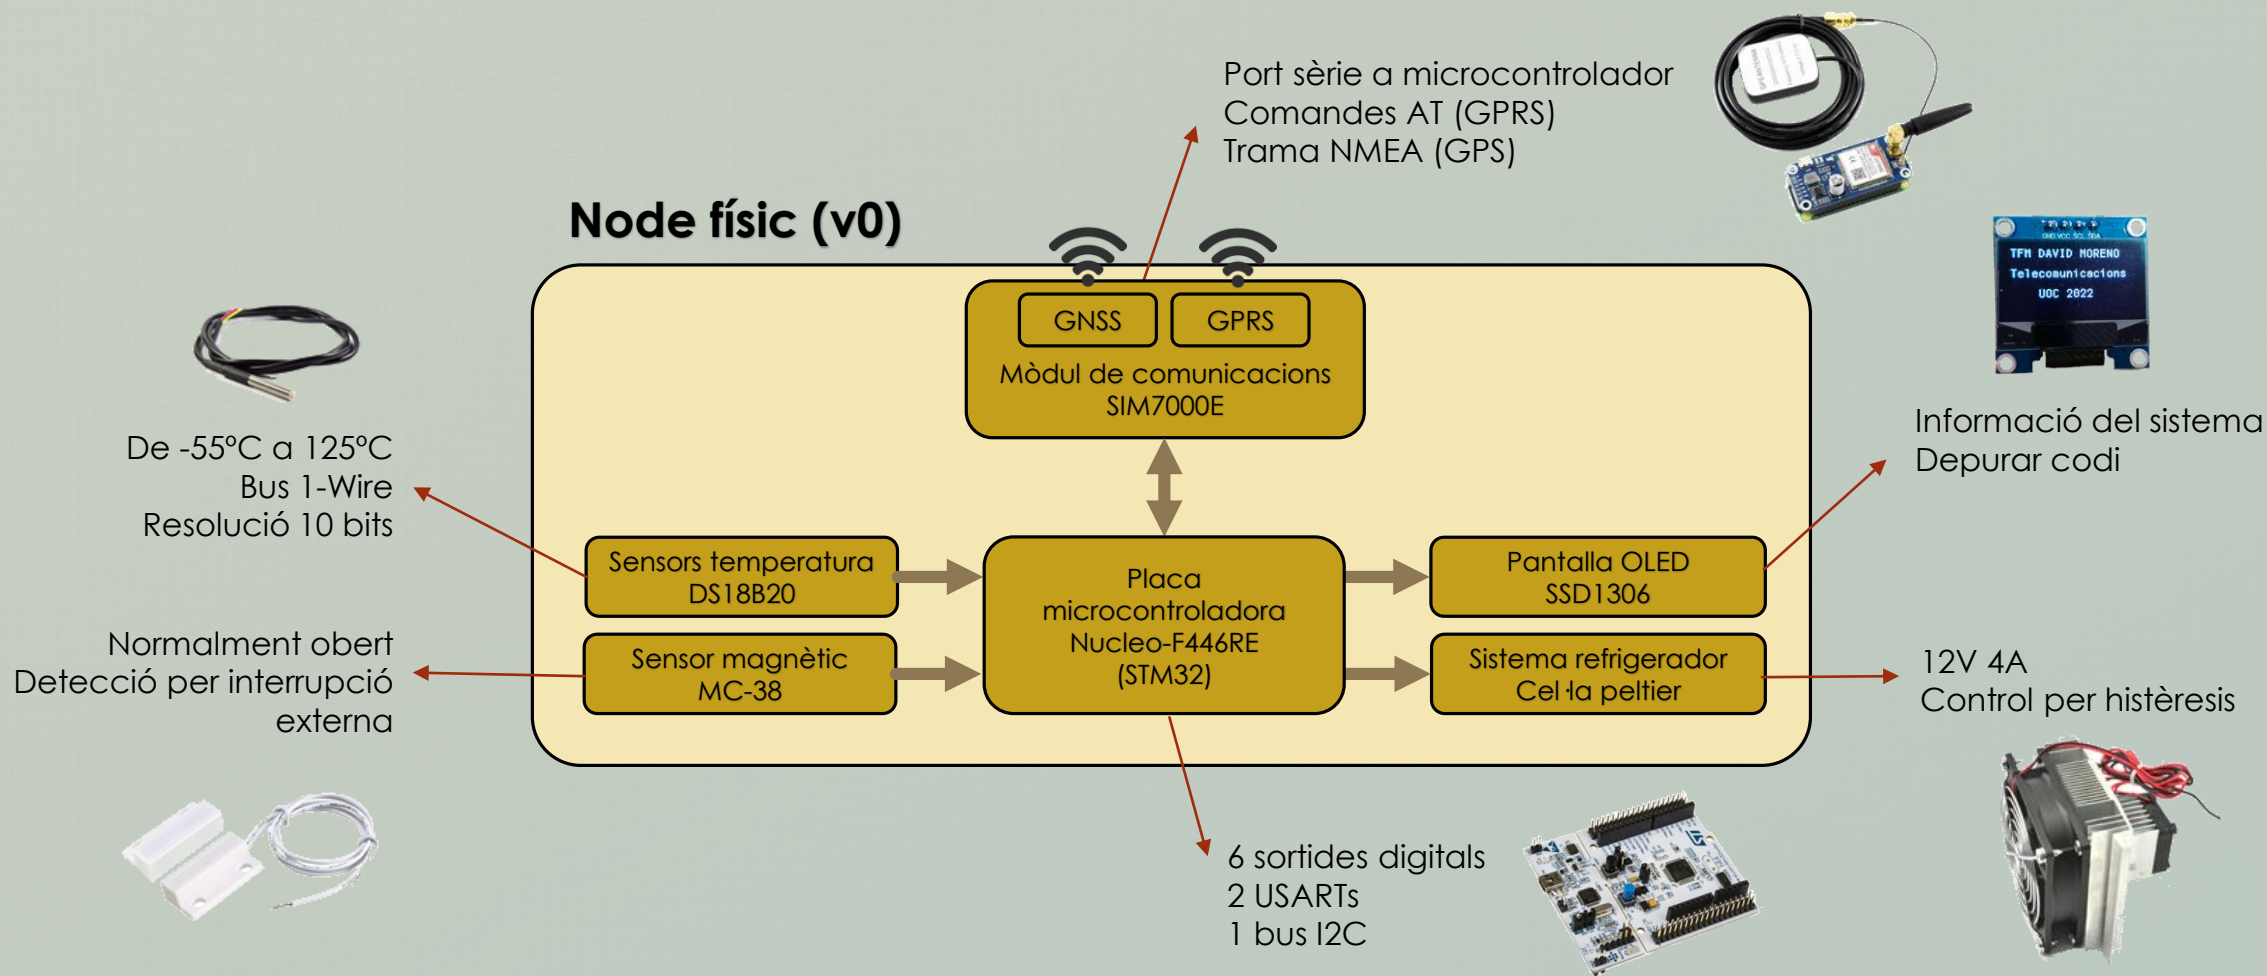 Port sèrie a microcontrolador
Comandes AT (GPRS)
Trama NMEA (GPS)
Node físic (v0)
GND VCC SCL SDA
TFM DAVID MORENO
Telecomunicacions
UOC 2022
GNSS
GPRS
Mòdul de comunicacions
SIM7000E
De -55ºC a 125ºC
Bus 1-Wire
Resolució 10 bits
Informació del sistema
Depurar codi
Sensors temperatura
DS18B20
Placa
microcontroladora
Nucleo-F446RE
(STM32)
Pantalla OLED
SSD1306
Normalment obert
Detecció per interrupció
externa
Sensor magnètic
MC-38
Sistema refrigerador
Cel·la peltier
12V 4A
Control per histèresis
6 sortides digitals
2 USARTs
1 bus I2C